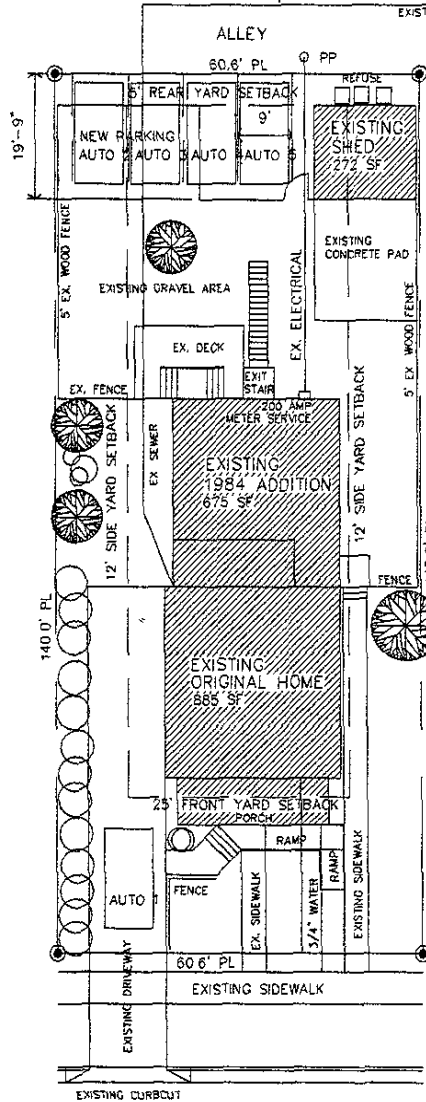 EXIST
ALLEY
60.6' PL
PP
REFUSE
5' REAR YARD SETBACK
9'
19'-9"
NEW PARKING
AUTO 2
AUTO 3
AUTO 4
AUTO 5
EXISTING
SHED
272 SF
5' EX. WOOD FENCE
EXISTING
CONCRETE PAD
EXISTING GRAVEL AREA
EX. ELECTRICAL
5' EX. WOOD FENCE
EX. DECK
EXIT
STAIR
EX. FENCE
200 AMP
METER SERVICE
12' SIDE YARD SETBACK
EX SEWER
EXISTING
1984 ADDITION
675 SF
12' SIDE YARD SETBACK
FENCE
140 0' PL
EXISTING
ORIGINAL HOME
885 SF
25' FRONT YARD SETBACK
PORCH
RAMP
RAMP
AUTO 1
FENCE
EX. SIDEWALK
3/4" WATER
EXISTING SIDEWALK
60 6' PL
EXISTING DRIVEWAY
EXISTING SIDEWALK
EXISTING CURBCUT